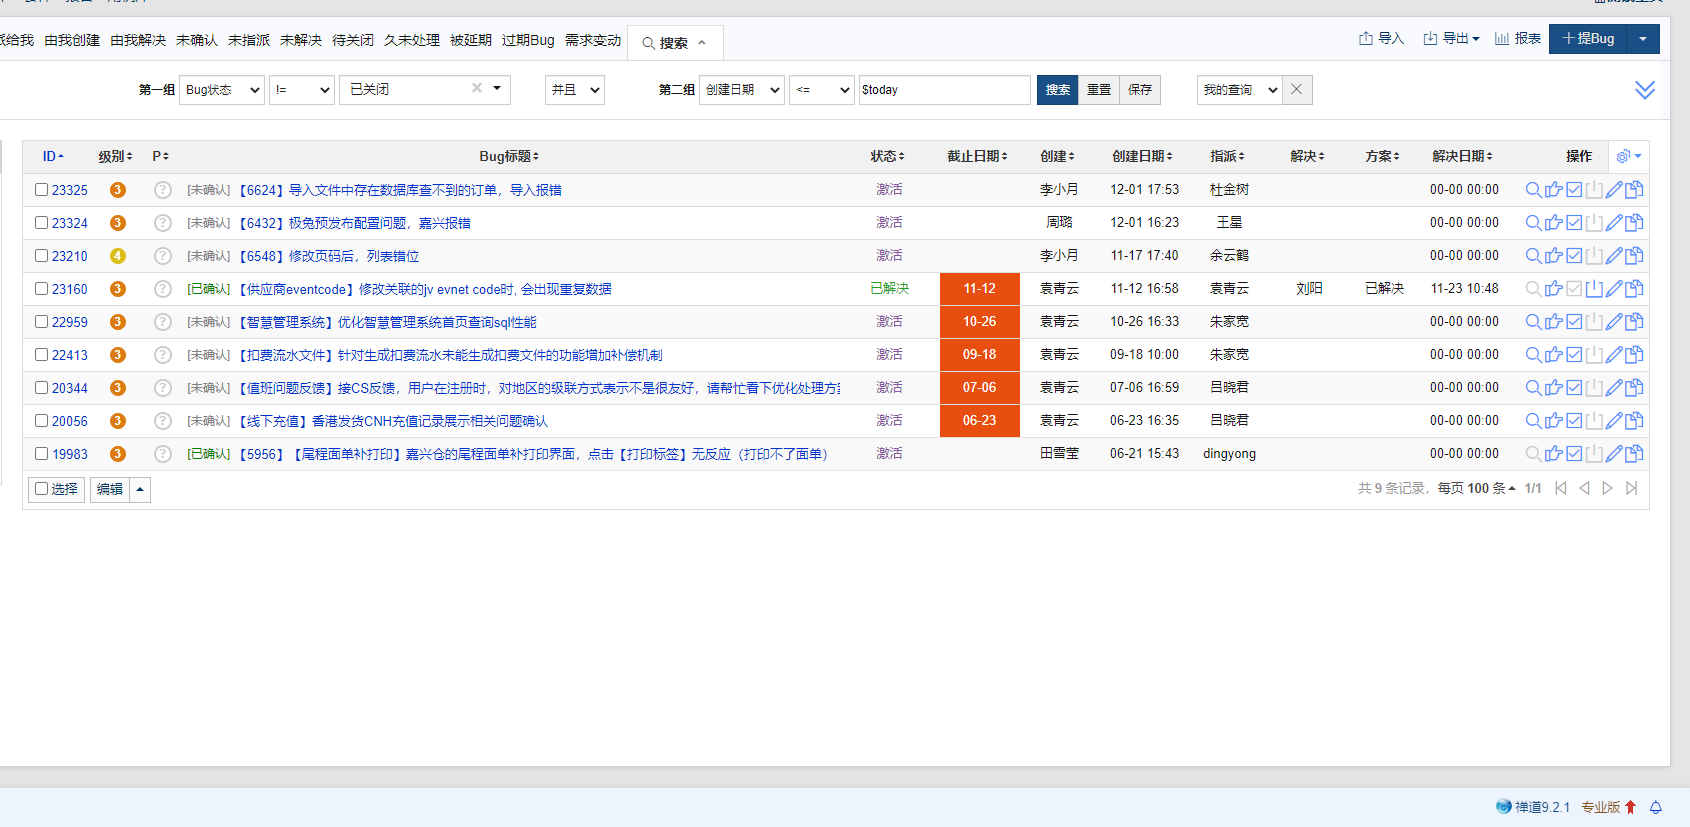 派给我 由我创建 由我解决 未确认 未指派 未解决 待关闭 久未处理 被延期 过期Bug 需求变动 搜索 导入 导出 报表 提Bug
第一组 Bug状态 != 已关闭 并且 第二组 创建日期 <= $today 搜索 重置 保存 我的查询
ID 级别 P Bug标题 状态 截止日期 创建 创建日期 指派 解决 方案 解决日期 操作
23325 3 ? [未确认] 【6624】导入文件中存在数据库查不到的订单，导入报错 激活 李小月 12-01 17:53 杜金树 00-00 00:00
23324 3 ? [未确认] 【6432】极兔预发布配置问题，嘉兴报错 激活 周璐 12-01 16:23 王星 00-00 00:00
23210 4 ? [未确认] 【6548】修改页码后，列表错位 激活 李小月 11-17 17:40 余云鹤 00-00 00:00
23160 3 ? [已确认] 【供应商eventcode】修改关联的jv evnet code时, 会出现重复数据 已解决 11-12 袁青云 11-12 16:58 袁青云 刘阳 已解决 11-23 10:48
22959 3 ? [未确认] 【智慧管理系统】优化智慧管理系统首页查询sql性能 激活 10-26 袁青云 10-26 16:33 朱家宽 00-00 00:00
22413 3 ? [未确认] 【扣费流水文件】针对生成扣费流水未能生成扣费文件的功能增加补偿机制 激活 09-18 袁青云 09-18 10:00 朱家宽 00-00 00:00
20344 3 ? [未确认] 【值班问题反馈】接CS反馈，用户在注册时，对地区的级联方式表示不是很友好，请帮忙看下优化处理方 激活 07-06 袁青云 07-06 16:59 吕晓君 00-00 00:00
20056 3 ? [未确认] 【线下充值】香港发货CNH充值记录展示相关问题确认 激活 06-23 袁青云 06-23 16:35 吕晓君 00-00 00:00
19983 3 ? [已确认] 【5956】【尾程面单补打印】嘉兴仓的尾程面单补打印界面，点击【打印标签】无反应（打印不了面单） 激活 田雪莹 06-21 15:43 dingyong 00-00 00:00
选择 编辑 共 9 条记录，每页 100 条 1/1
禅道9.2.1 专业版